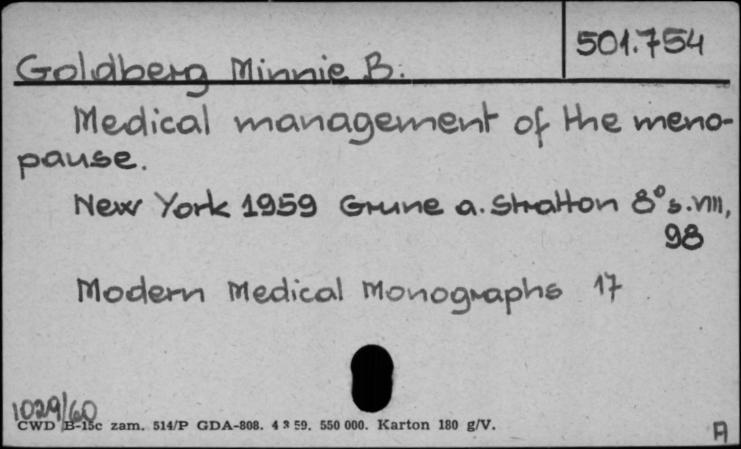 501.754
Goldberg Minnie B.
Medical management of the meno-
pause.
New York 1959 Grune a. Stratton 8° s. VIII,
98
Modern Medical Monographs 17
1029/60
CWD B-15c zam. 514/P GDA-808. 4 3 59. 550 000. Karton 180 g/V.
A